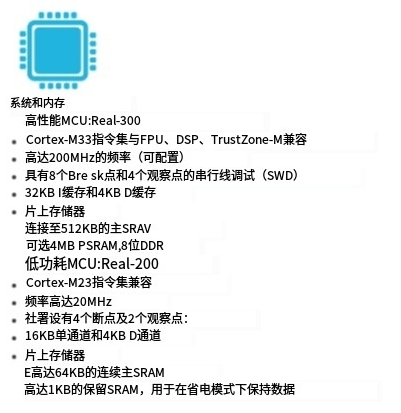 系统和内存
高性能MCU:Real-300
Cortex-M33指令集与FPU、DSP、TrustZone-M兼容
高达200MHz的频率（可配置）
具有8个Bre sk点和4个观察点的串行线调试（SWD）
32KB I缓存和4KB D缓存
片上存储器
连接至512KB的主SRAV
可选4MB PSRAM,8位DDR
低功耗MCU:Real-200
Cortex-M23指令集兼容
频率高达20MHz
社署设有4个断点及2个观察点：
16KB单通道和4KB D通道
片上存储器
E高达64KB的连续主SRAM
高达1KB的保留SRAM，用于在省电模式下保持数据